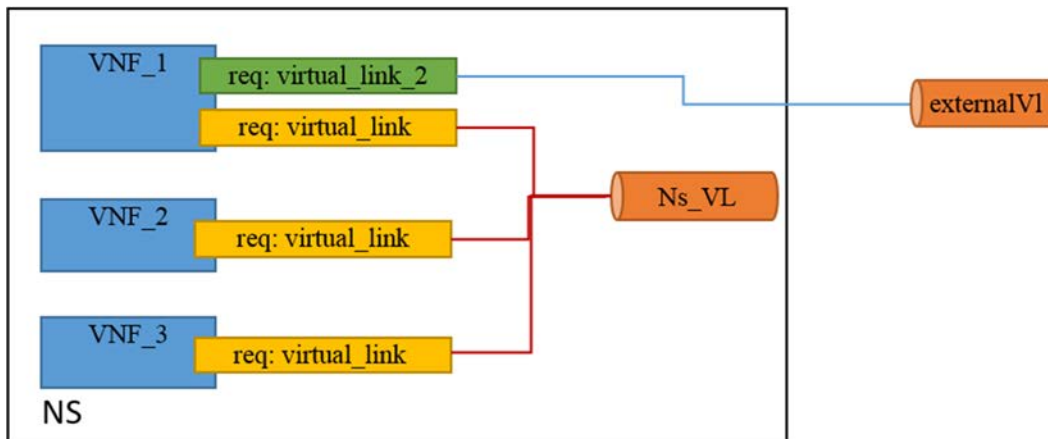 VNF_1
req: virtual_link_2
externalVl
req: virtual_link
Ns_VL
VNF_2
req: virtual_link
VNF_3
req: virtual_link
NS